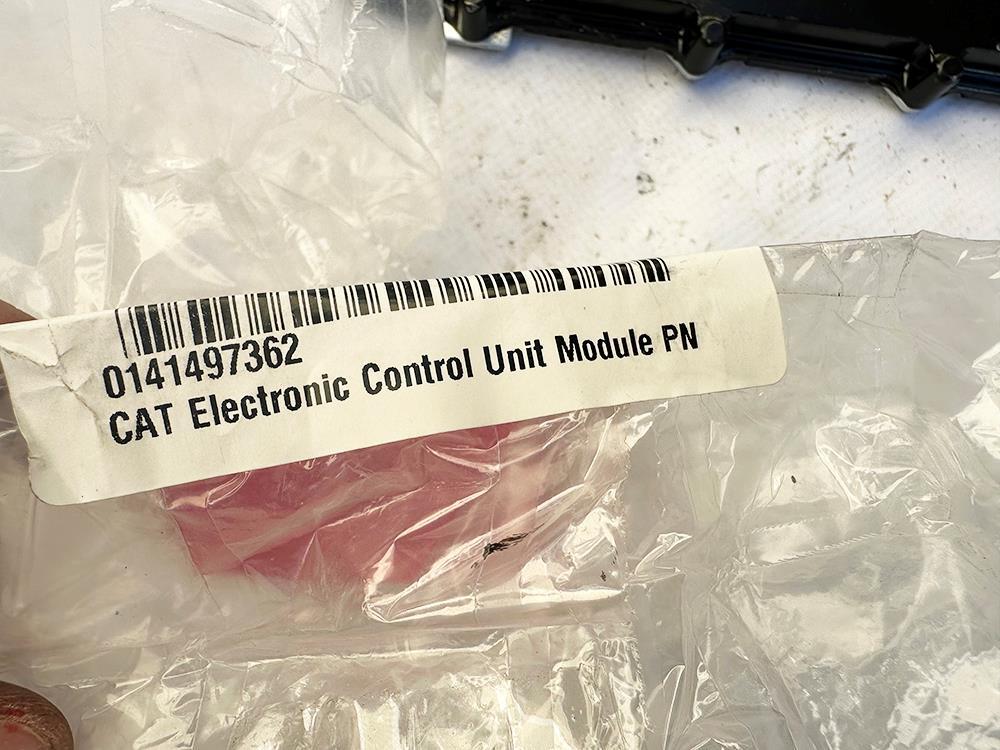 0141497362
CAT Electronic Control Unit Module PN